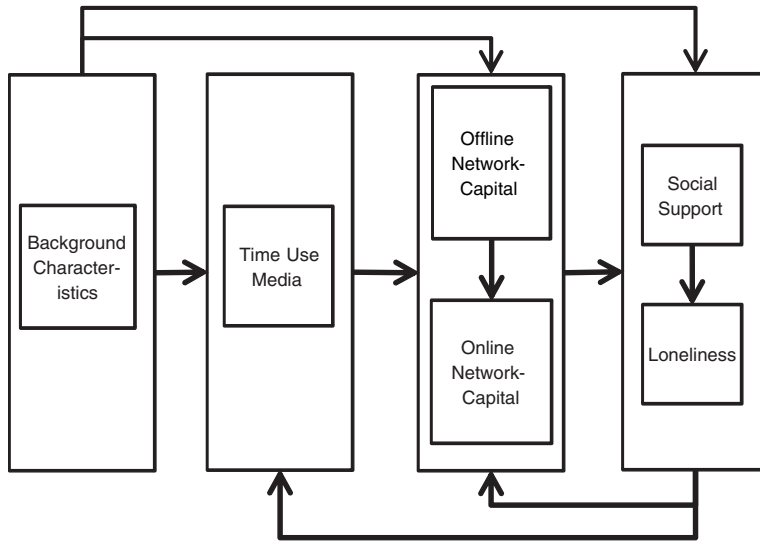 Background
Character-
istics
Time Use
Media
Offline
Network-
Capital
Online
Network-
Capital
Social
Support
Loneliness